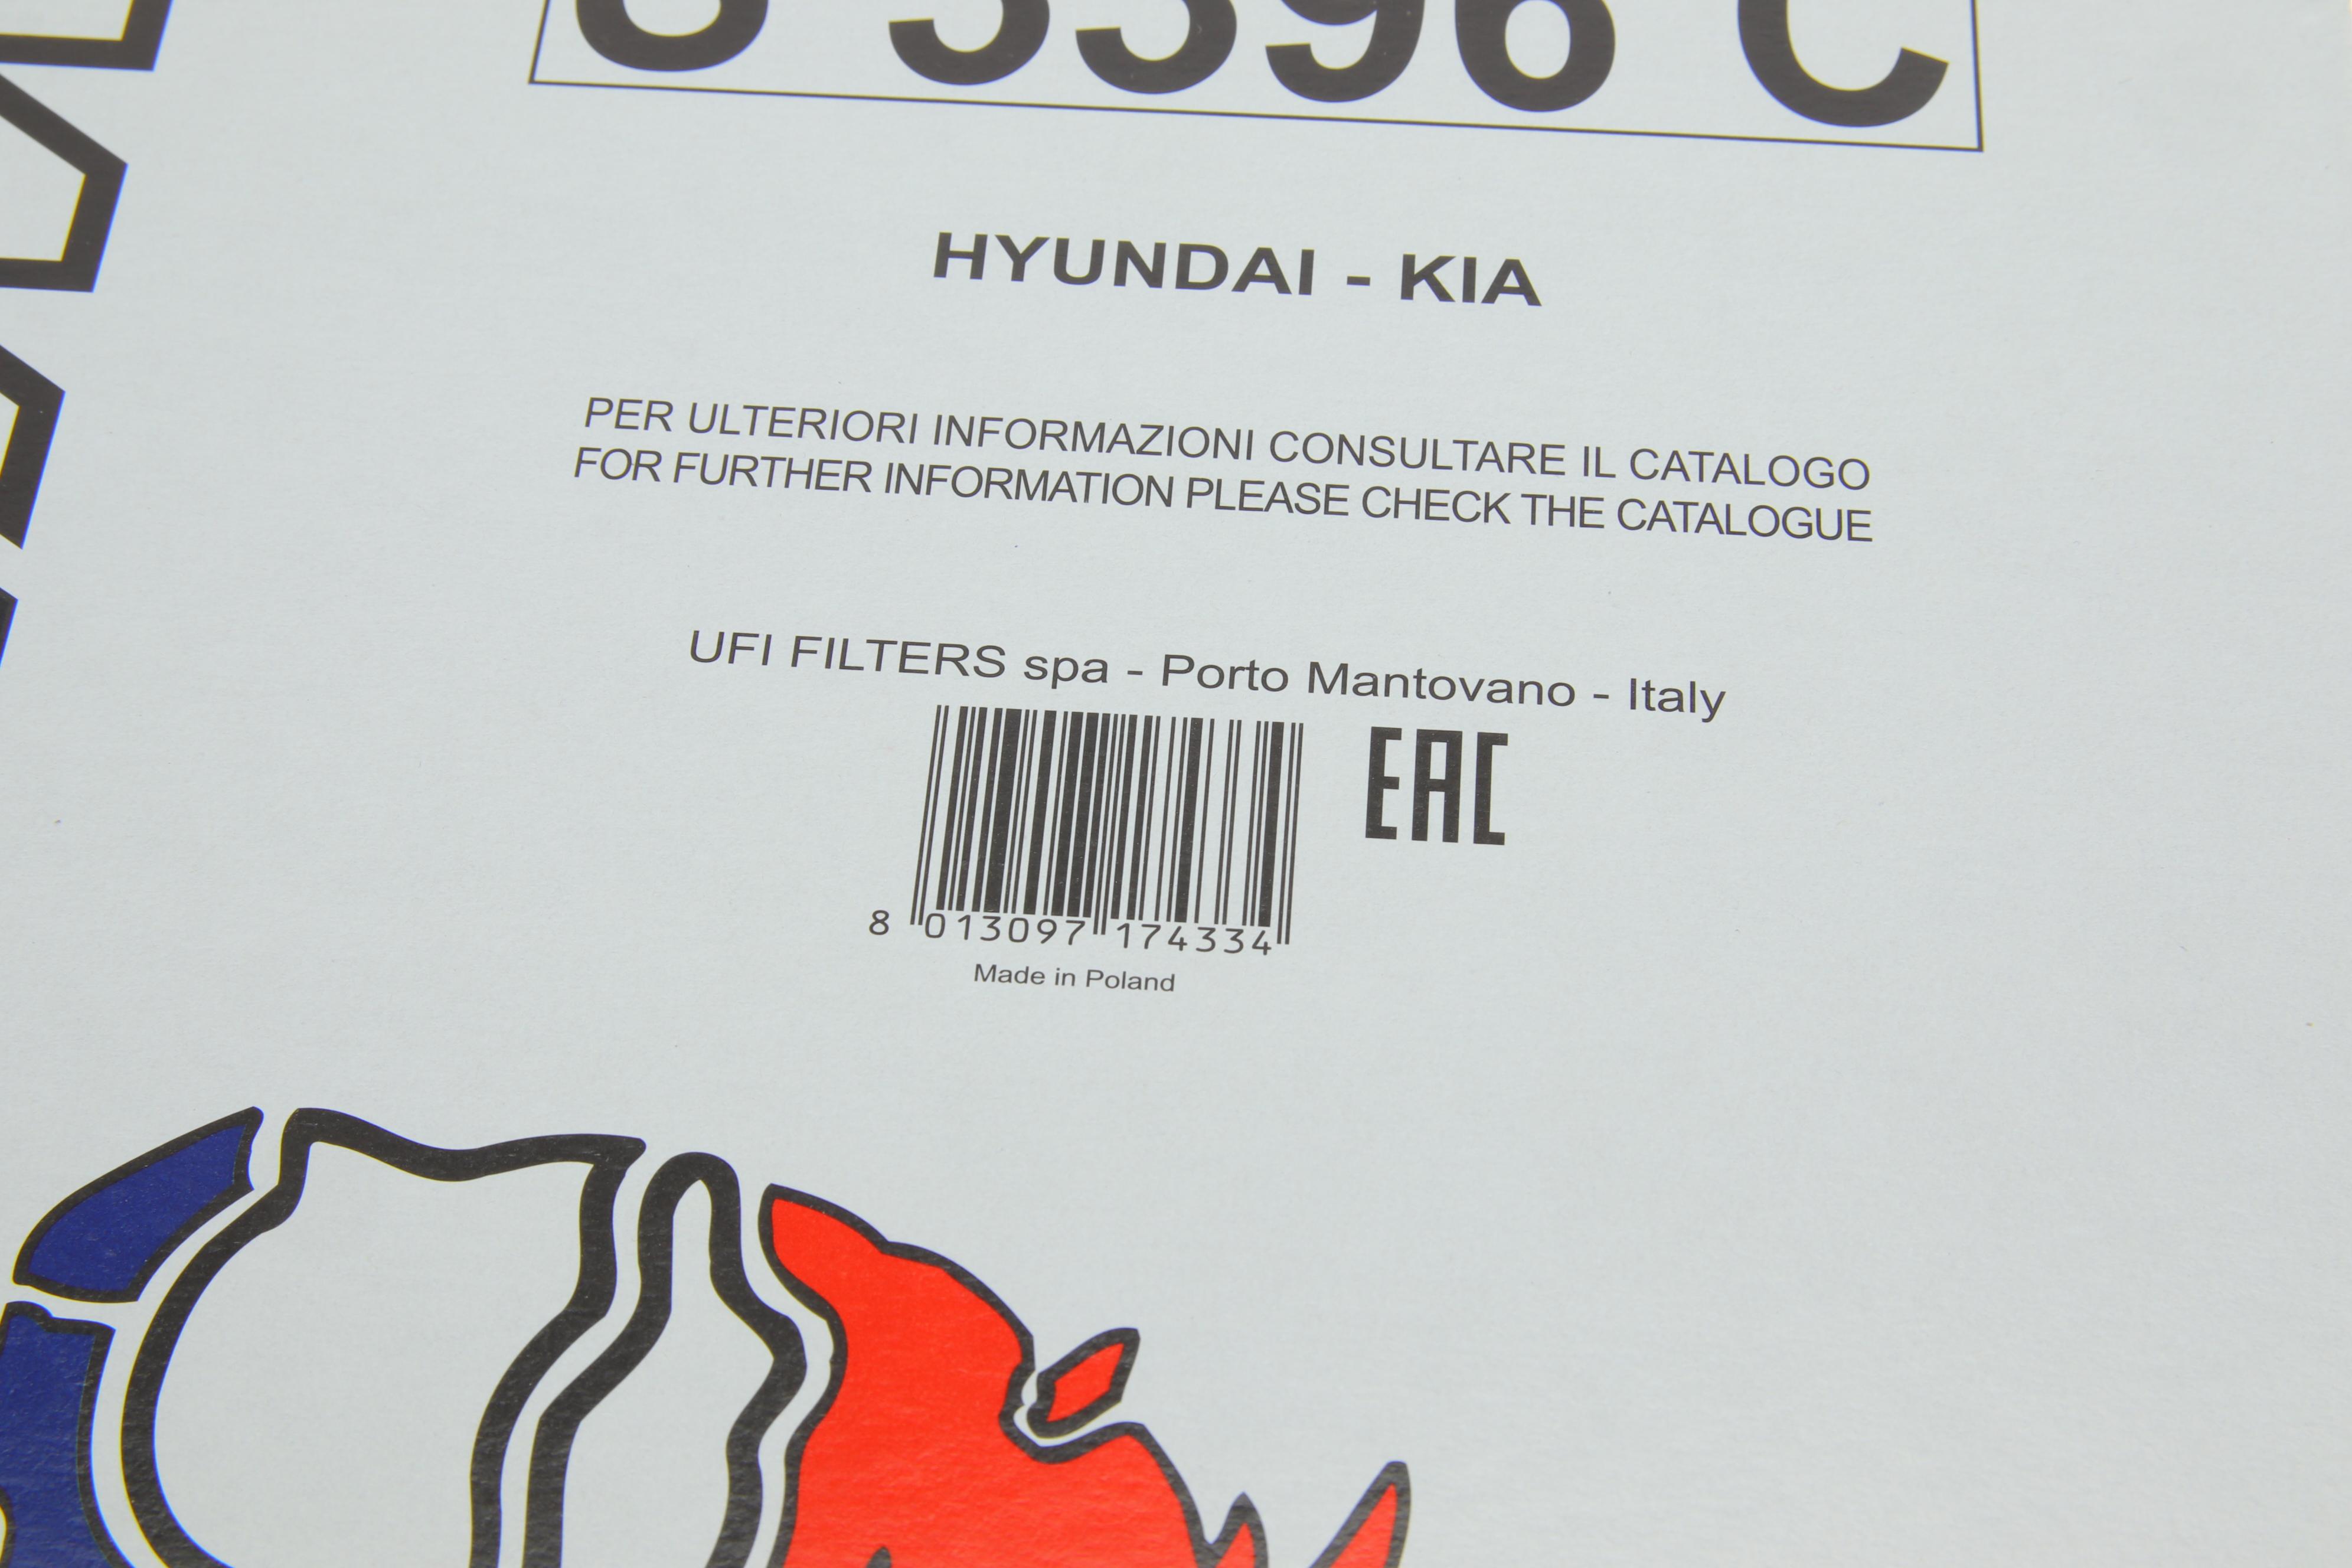 HYUNDAI - KIA
PER ULTERIORI INFORMAZIONI CONSULTARE IL CATALOGO
FOR FURTHER INFORMATION PLEASE CHECK THE CATALOGUE
UFI FILTERS spa - Porto Mantovano - Italy
EAC
8 013097 174334
Made in Poland